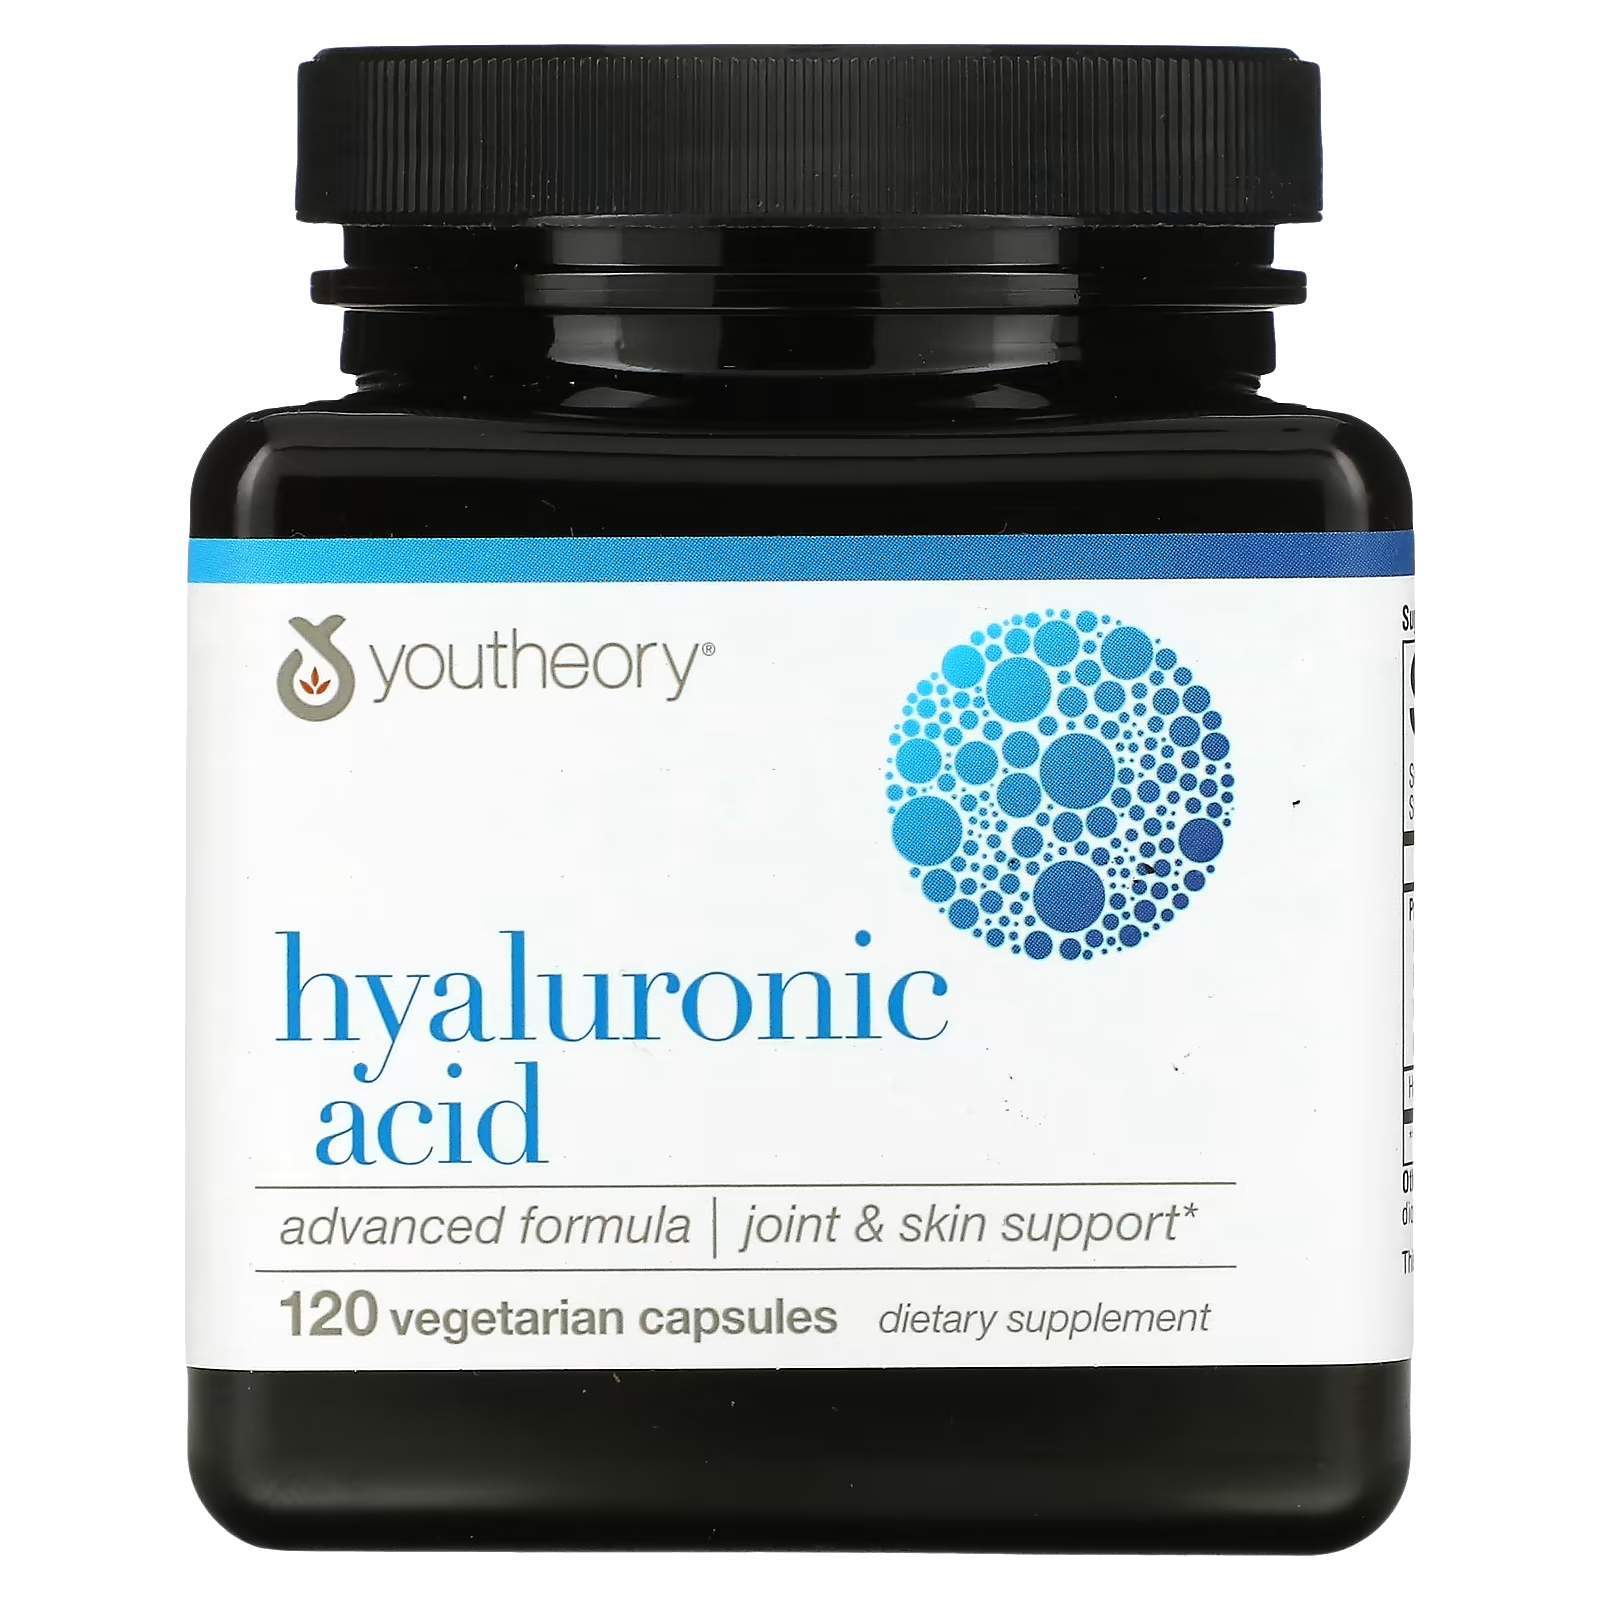 youtheory®
hyaluronic
acid
advanced formula | joint & skin support*
120 vegetarian capsules dietary supplement